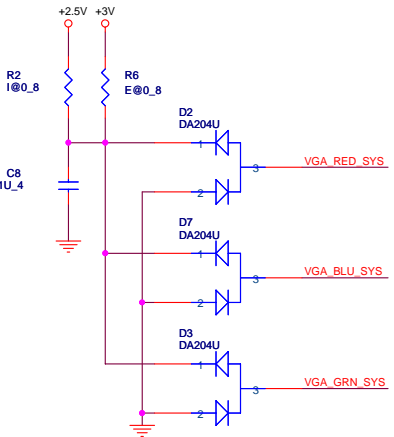 +2.5V +3V
R2
I@0_8
R6
E@0_8
D2
DA204U
1
VGA_RED_SYS
3
C8
1U_4
2
D7
DA204U
1
VGA_BLU_SYS
3
2
D3
DA204U
1
VGA_GRN_SYS
3
2